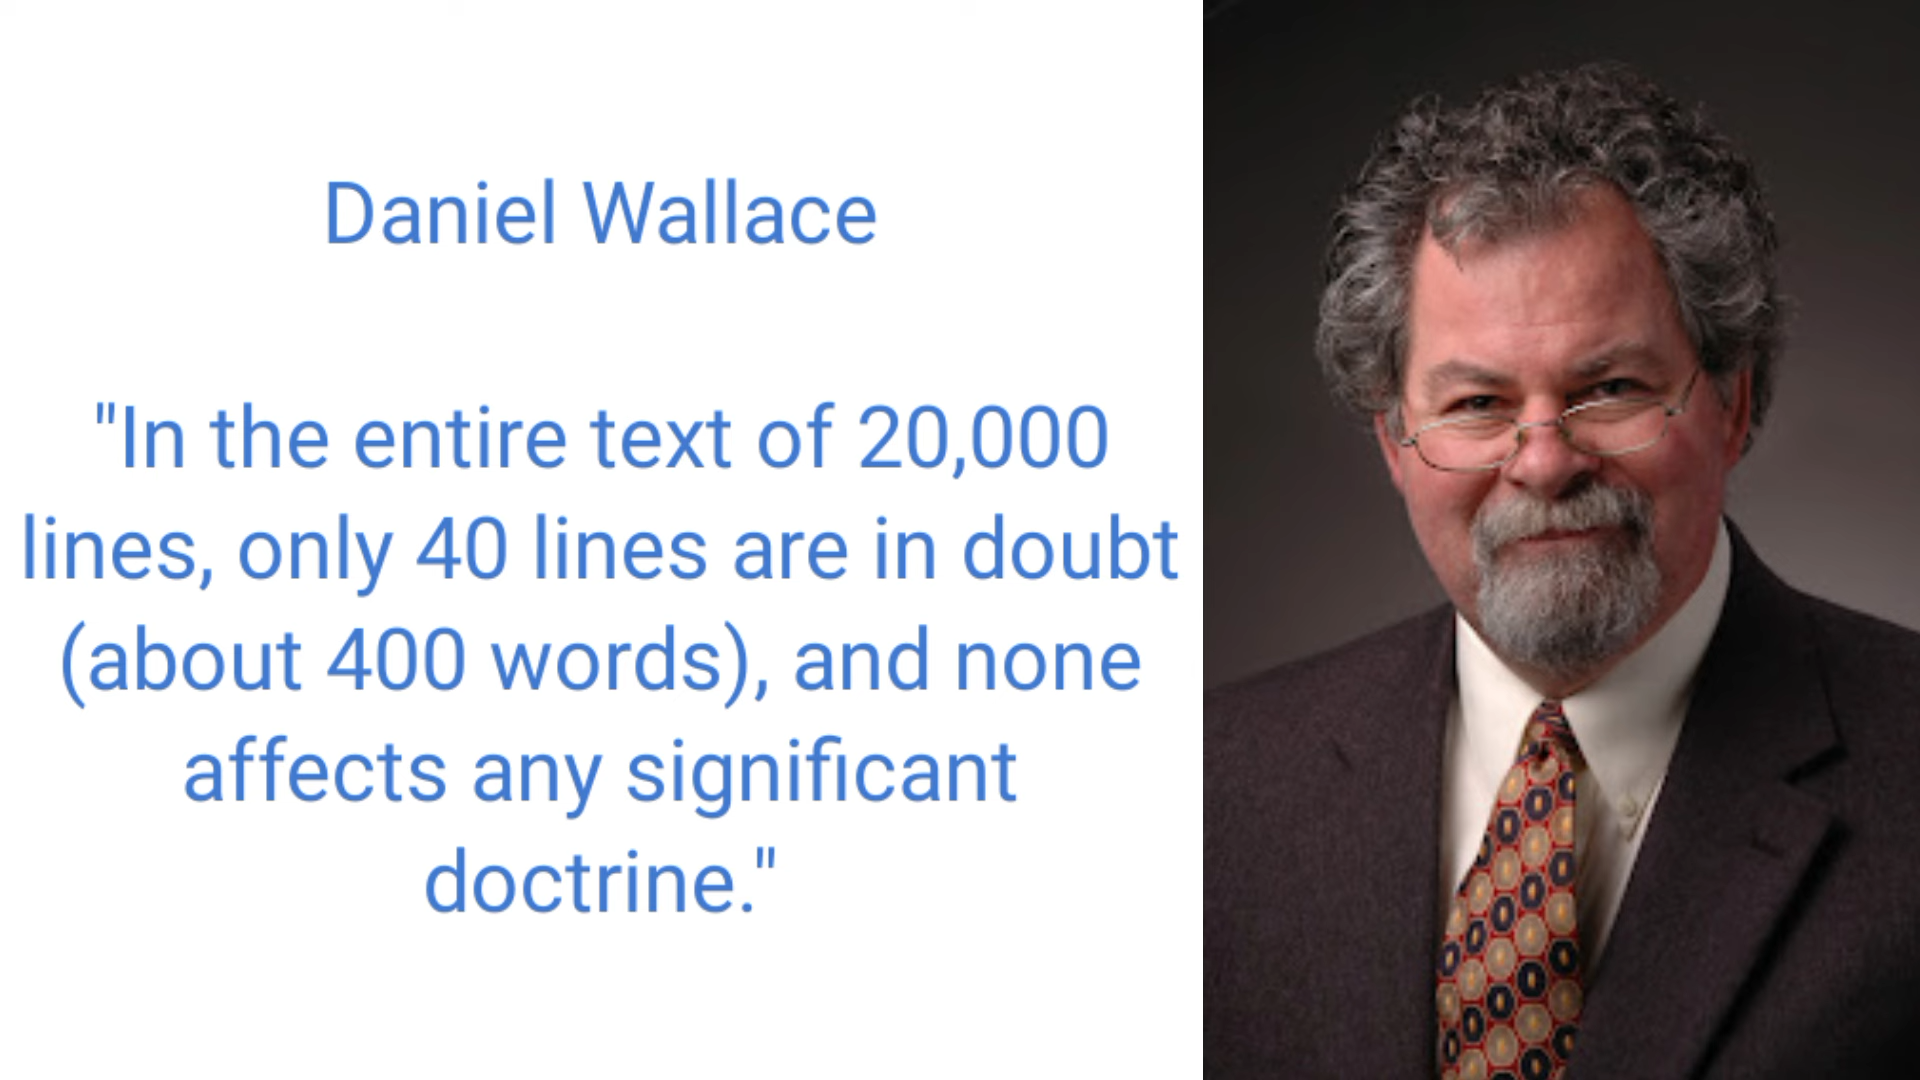 Daniel Wallace
"In the entire text of 20,000
lines, only 40 lines are in doubt
(about 400 words), and none
affects any significant
doctrine."